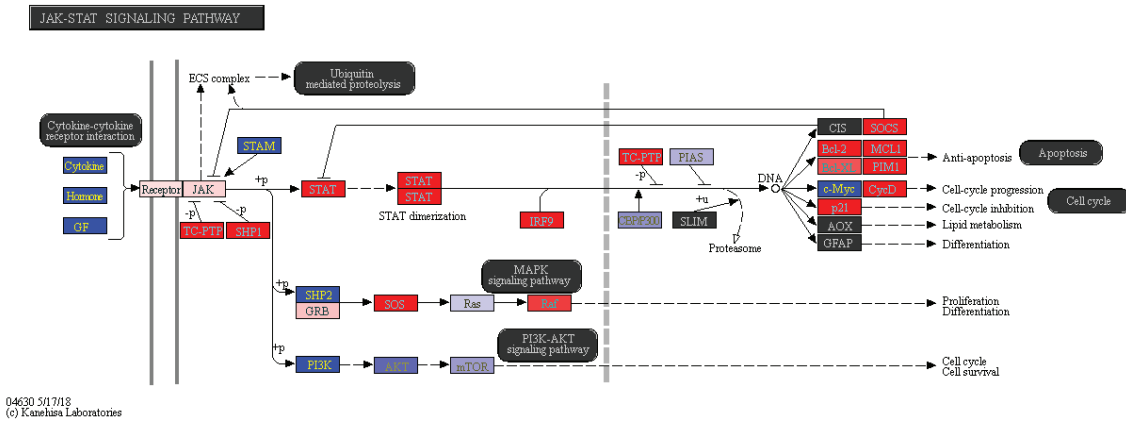 JAK-STAT SIGNALING PATHWAY
ECS complex
Ubiquitin
mediated proteolysis
Cytokine-cytokine
receptor interaction
Cytokine
Hormone
GF
Receptor
JAK
STAM
+p
-p
-p
TC-PTP
SHP1
STAT
STAT
STAT
STAT dimerization
IRF9
TC-PTP
PIAS
-p
CBP/P300
SLIM
+u
Proteasome
DNA
CIS
SOCS
Bcl-2
MCL1
PIM1
c-Myc
CycD
p21
AOX
GFAP
Anti-apoptosis
Apoptosis
Cell-cycle progression
Cell-cycle inhibition
Cell cycle
Lipid metabolism
Differentiation
+p
SHP2
GRB
SOS
Ras
Raf
MAPK
signaling pathway
Proliferation
Differentiation
+p
PI3K
AKT
mTOR
PI3K-AKT
signaling pathway
Cell cycle
Cell survival
04630 5/17/18
(c) Kanehisa Laboratories